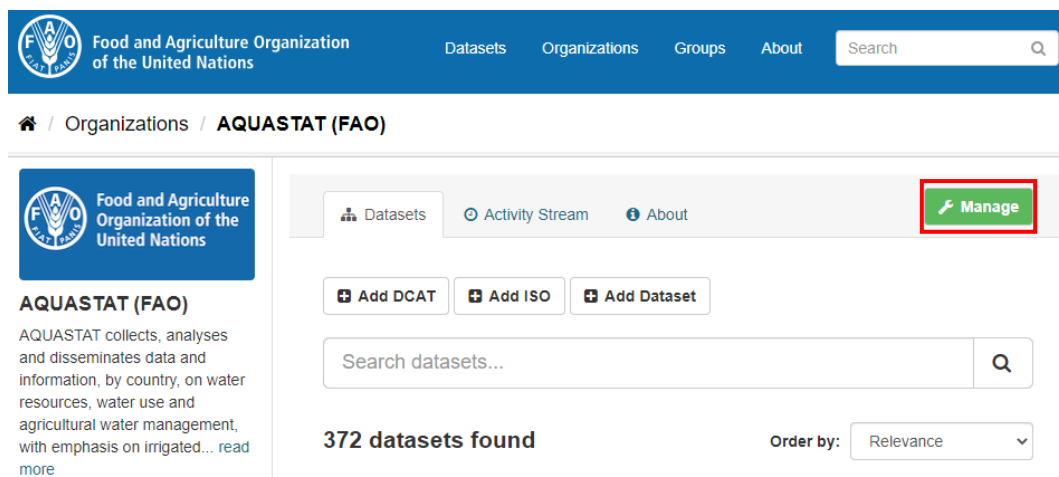 Food and Agriculture Organization
of the United Nations
Datasets Organizations Groups About Search
/ Organizations / AQUASTAT (FAO)
Food and Agriculture
Organization of the
United Nations
Datasets Activity Stream About Manage
Add DCAT Add ISO Add Dataset
AQUASTAT (FAO)
AQUASTAT collects, analyses
and disseminates data and
information, by country, on water
resources, water use and
agricultural water management,
with emphasis on irrigated... read
more
Search datasets...
372 datasets found
Order by: Relevance